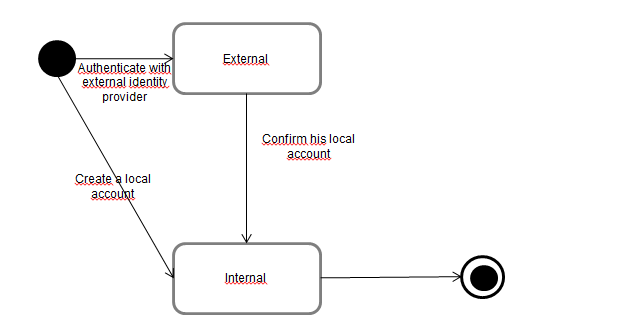 External
Authenticate with
external identity
provider
Confirm his local
account
Create a local
account
Internal